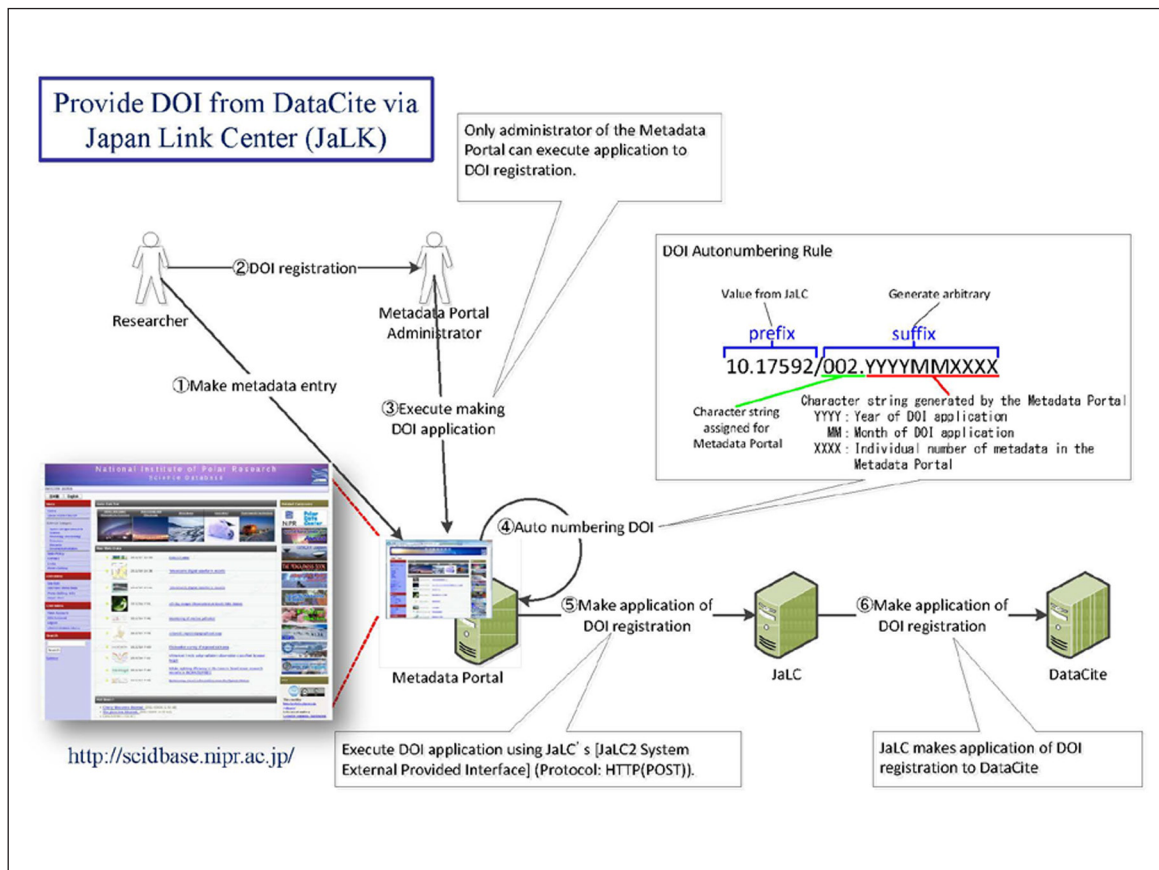 Provide DOI from DataCite via
Japan Link Center (JaLK)
Only administrator of the Metadata
Portal can execute application to
DOI registration.
②DOI registration
Researcher
Metadata Portal
Administrator
①Make metadata entry
③Execute making
DOI application
DOI Autonumbering Rule
Value from JaLC
Generate arbitrary
prefix
suffix
10.17592/002.YYYYMMXXXX
Character string
assigned for
Metadata Portal
Character string generated by the Metadata Portal
YYYY : Year of DOI application
MM : Month of DOI application
XXXX : Individual number of metadata in the
Metadata Portal
National Institute of Polar Research
Science Database
④Auto numbering DOI
⑤Make application of
DOI registration
⑥Make application of
DOI registration
Metadata Portal
JaLC
DataCite
http://scidbase.nipr.ac.jp/
Execute DOI application using JaLC' s [JaLC2 System
External Provided Interface] (Protocol: HTTP(POST)).
JaLC makes application of DOI
registration to DataCite